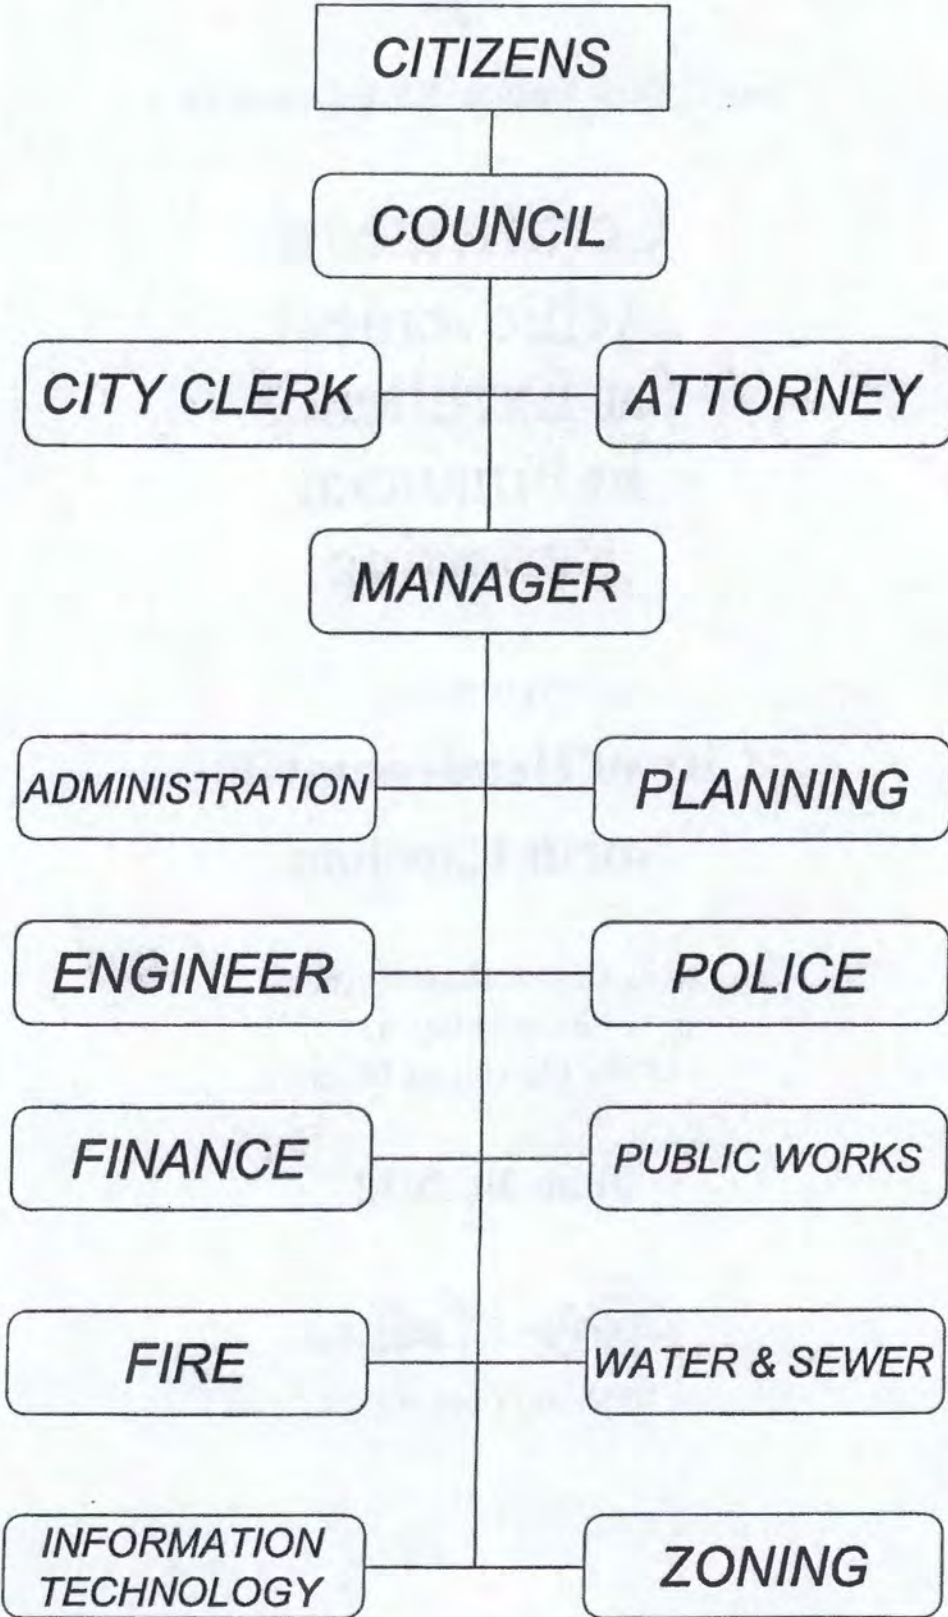 CITIZENS
COUNCIL
CITY CLERK
ATTORNEY
MANAGER
ADMINISTRATION
PLANNING
ENGINEER
POLICE
FINANCE
PUBLIC WORKS
FIRE
WATER & SEWER
INFORMATION
TECHNOLOGY
ZONING